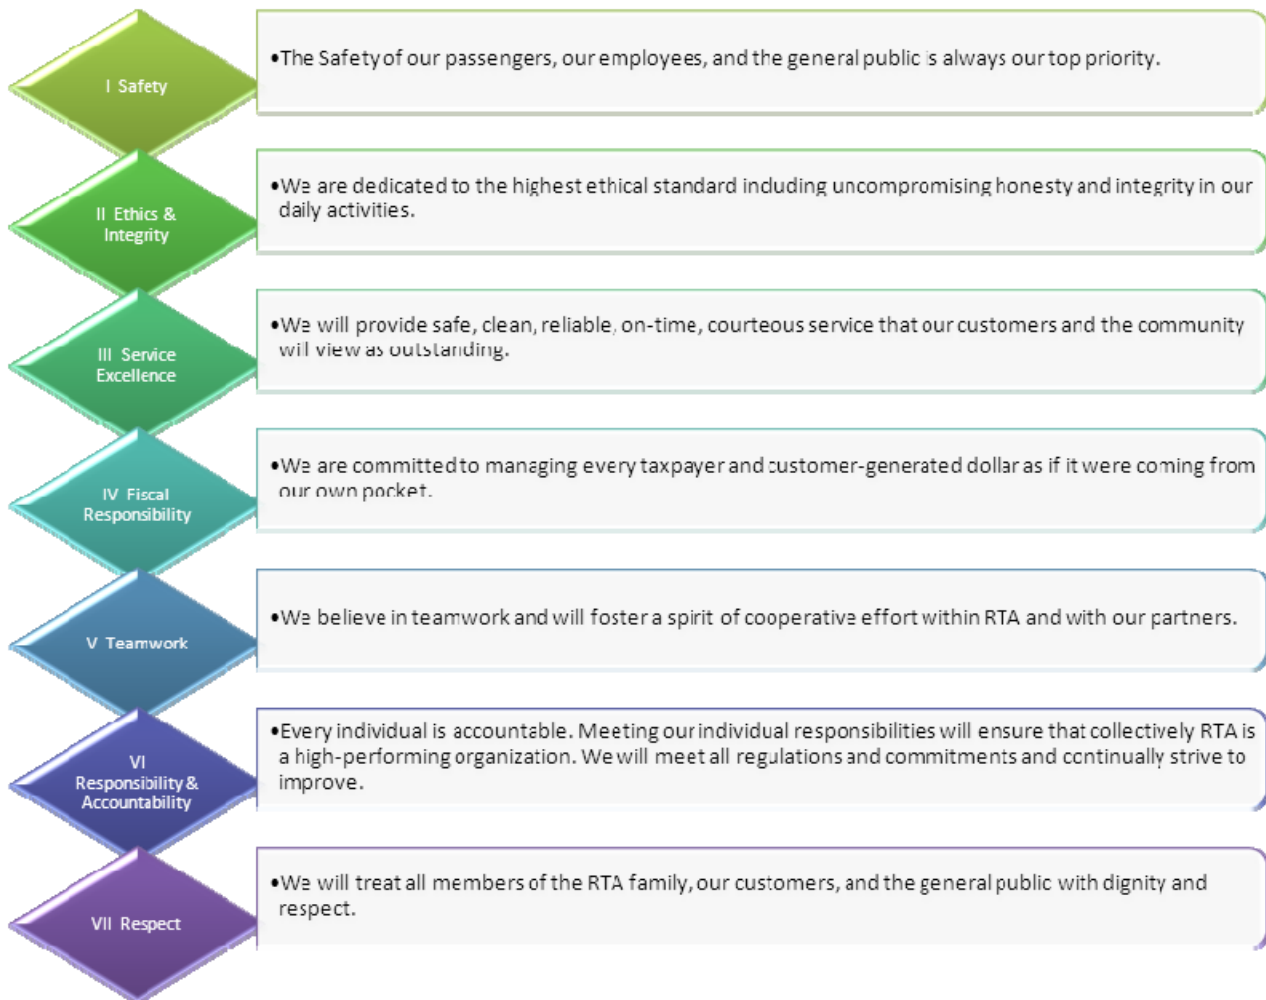 I Safety
•The Safety of our passengers, our employees, and the general public is always our top priority.
II Ethics &
Integrity
•We are dedicated to the highest ethical standard including uncompromising honesty and integrity in our
daily activities.
III Service
Excellence
•We will provide safe, clean, reliable, on-time, courteous service that our customers and the community
will view as outstanding.
IV Fiscal
Responsibility
•We are committed to managing every taxpayer and customer-generated dollar as if it were coming from
our own pocket.
V Teamwork
•We believe in teamwork and will foster a spirit of cooperative effort within RTA and with our partners.
VI
Responsibility &
Accountability
•Every individual is accountable. Meeting our individual responsibilities will ensure that collectively RTA is
a high-performing organization. We will meet all regulations and commitments and continually strive to
improve.
VII Respect
•We will treat all members of the RTA family, our customers, and the general public with dignity and
respect.